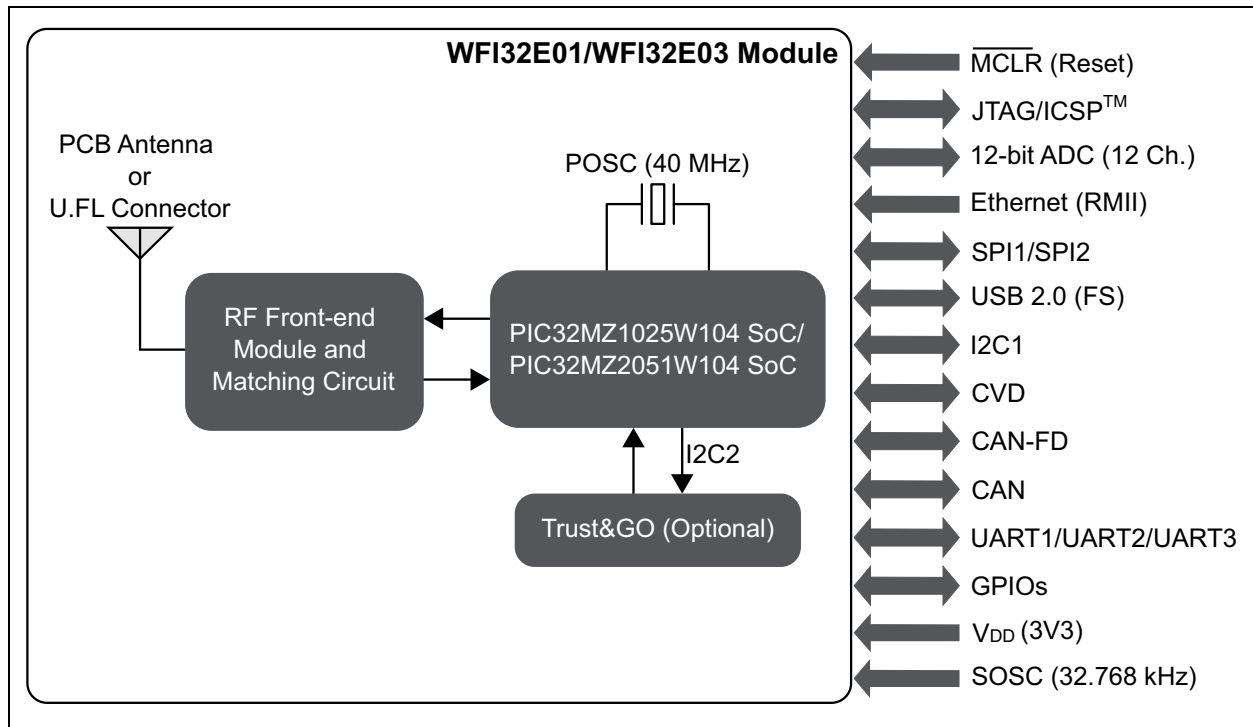 WFI32E01/WFI32E03 Module
PCB Antenna
or
U.FL Connector
POSC (40 MHz)
RF Front-end
Module and
Matching Circuit
PIC32MZ1025W104 SoC/
PIC32MZ2051W104 SoC
I2C2
Trust&GO (Optional)
MCLR (Reset)
JTAG/ICSP™
12-bit ADC (12 Ch.)
Ethernet (RMII)
SPI1/SPI2
USB 2.0 (FS)
I2C1
CVD
CAN-FD
CAN
UART1/UART2/UART3
GPIOs
VDD (3V3)
SOSC (32.768 kHz)